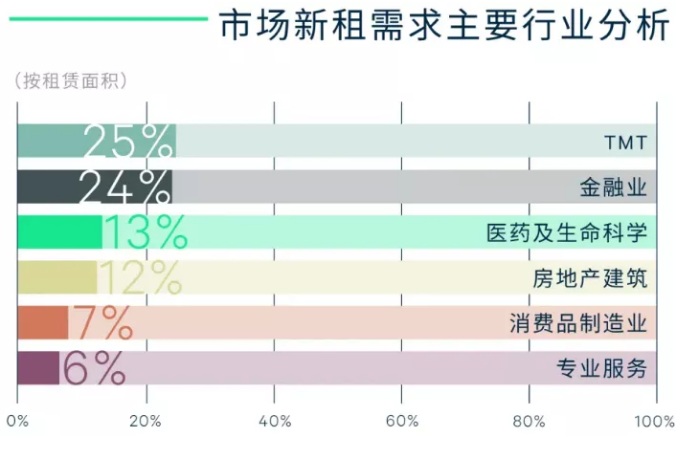 市场新租需求主要行业分析
（按租赁面积）
25% TMT
24% 金融业
13% 医药及生命科学
12% 房地产建筑
7% 消费品制造业
6% 专业服务
0% 20% 40% 60% 80% 100%